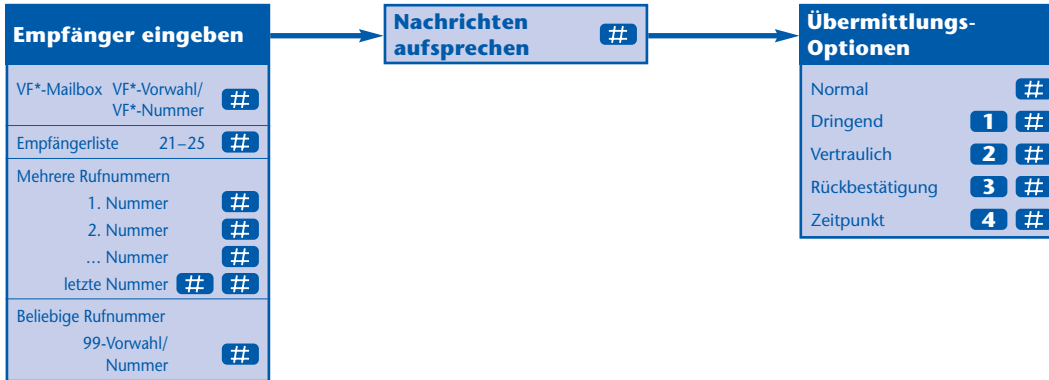 Empfänger eingeben
VF*-Mailbox VF*-Vorwahl/
VF*-Nummer #
Empfängerliste 21–25 #
Mehrere Rufnummern
1. Nummer #
2. Nummer #
... Nummer #
letzte Nummer # #
Beliebige Rufnummer
99-Vorwahl/
Nummer #
Nachrichten
aufsprechen #
Übermittlungs-
Optionen
Normal #
Dringend 1 #
Vertraulich 2 #
Rückbestätigung 3 #
Zeitpunkt 4 #